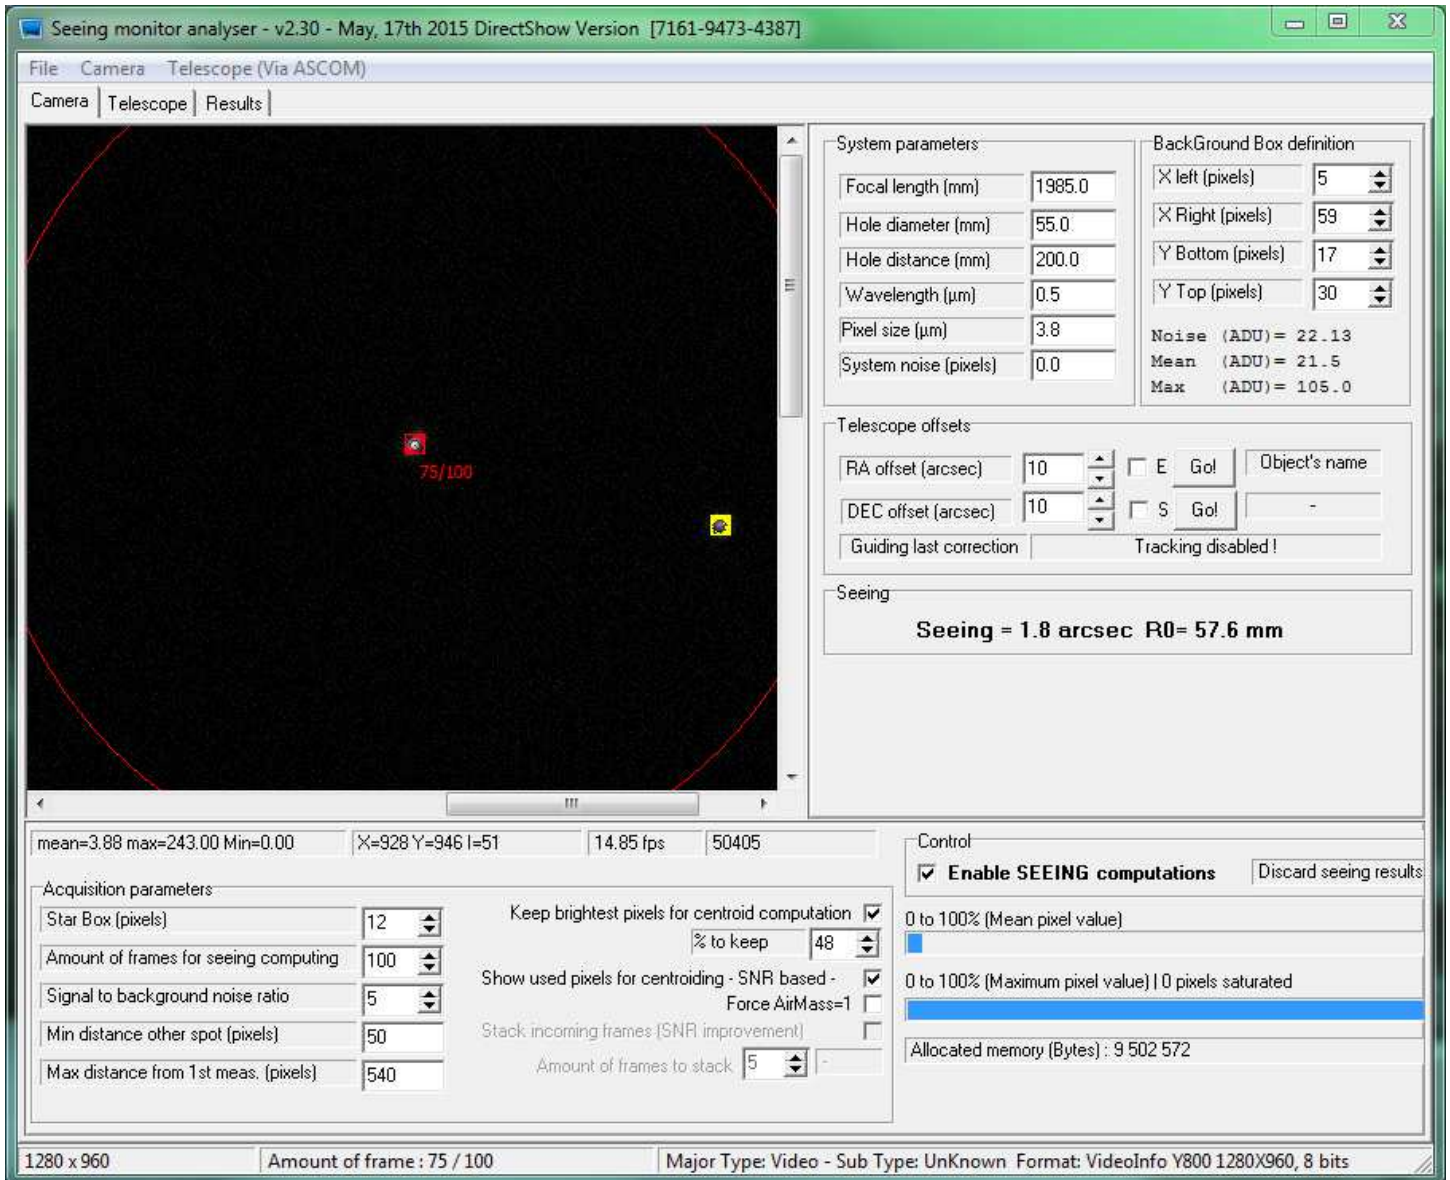 Seeing monitor analyser - v2.30 - May, 17th 2015 DirectShow Version [7161-9473-4387]
File Camera Telescope (Via ASCOM)
Camera Telescope Results
75/100
System parameters
Focal length (mm) 1985.0
Hole diameter (mm) 55.0
Hole distance (mm) 200.0
Wavelength (µm) 0.5
Pixel size (µm) 3.8
System noise (pixels) 0.0
BackGround Box definition
X left (pixels) 5
X Right (pixels) 59
Y Bottom (pixels) 17
Y Top (pixels) 30
Noise (ADU)= 22.13
Mean (ADU)= 21.5
Max (ADU)= 105.0
Telescope offsets
RA offset (arcsec) 10 E Go! Object's name
DEC offset (arcsec) 10 S Go! -
Guiding last correction Tracking disabled !
Seeing
Seeing = 1.8 arcsec R0= 57.6 mm
mean=3.88 max=243.00 Min=0.00 X=928 Y=946 I=51 14.85 fps 50405
Acquisition parameters
Star Box (pixels) 12
Amount of frames for seeing computing 100
Signal to background noise ratio 5
Min distance other spot (pixels) 50
Max distance from 1st meas. (pixels) 540
Keep brightest pixels for centroid computation
% to keep 48
Show used pixels for centroiding - SNR based -
Force AirMass=1
Stack incoming frames (SNR improvement)
Amount of frames to stack 5 -
Control
Enable SEEING computations Discard seeing results
0 to 100% (Mean pixel value)
0 to 100% (Maximum pixel value) | 0 pixels saturated
Allocated memory (Bytes) : 9 502 572
1280 x 960 Amount of frame : 75 / 100 Major Type: Video - Sub Type: UnKnown Format: VideoInfo Y800 1280X960, 8 bits